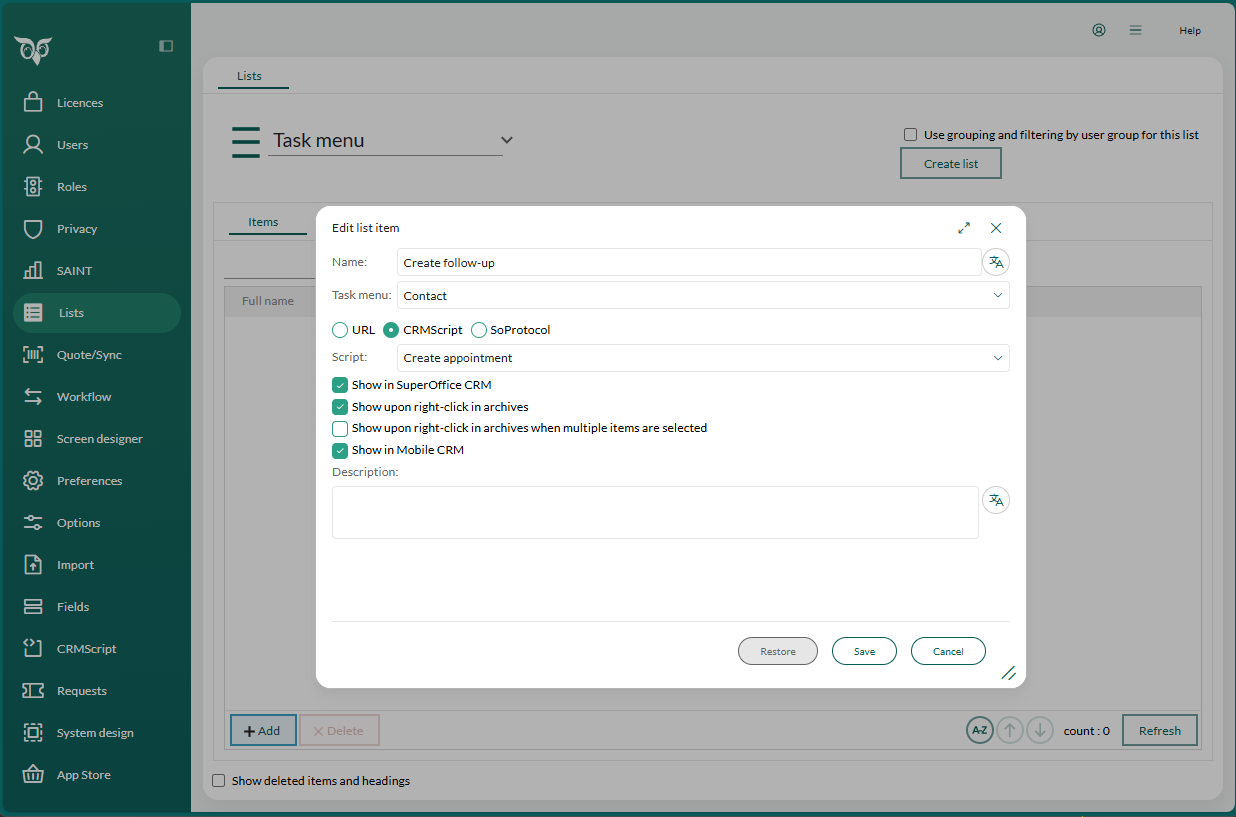 Help
Licences
Users
Roles
Privacy
SAINT
Lists
Quote/Sync
Workflow
Screen designer
Preferences
Options
Import
Fields
CRMScript
Requests
System design
App Store
Lists
Task menu
Use grouping and filtering by user group for this list
Create list
Items
Full name
Edit list item
Name: Create follow-up
Task menu: Contact
URL CRMScript SoProtocol
Script: Create appointment
Show in SuperOffice CRM
Show upon right-click in archives
Show upon right-click in archives when multiple items are selected
Show in Mobile CRM
Description:
Restore Save Cancel
+ Add × Delete A-Z count : 0 Refresh
Show deleted items and headings